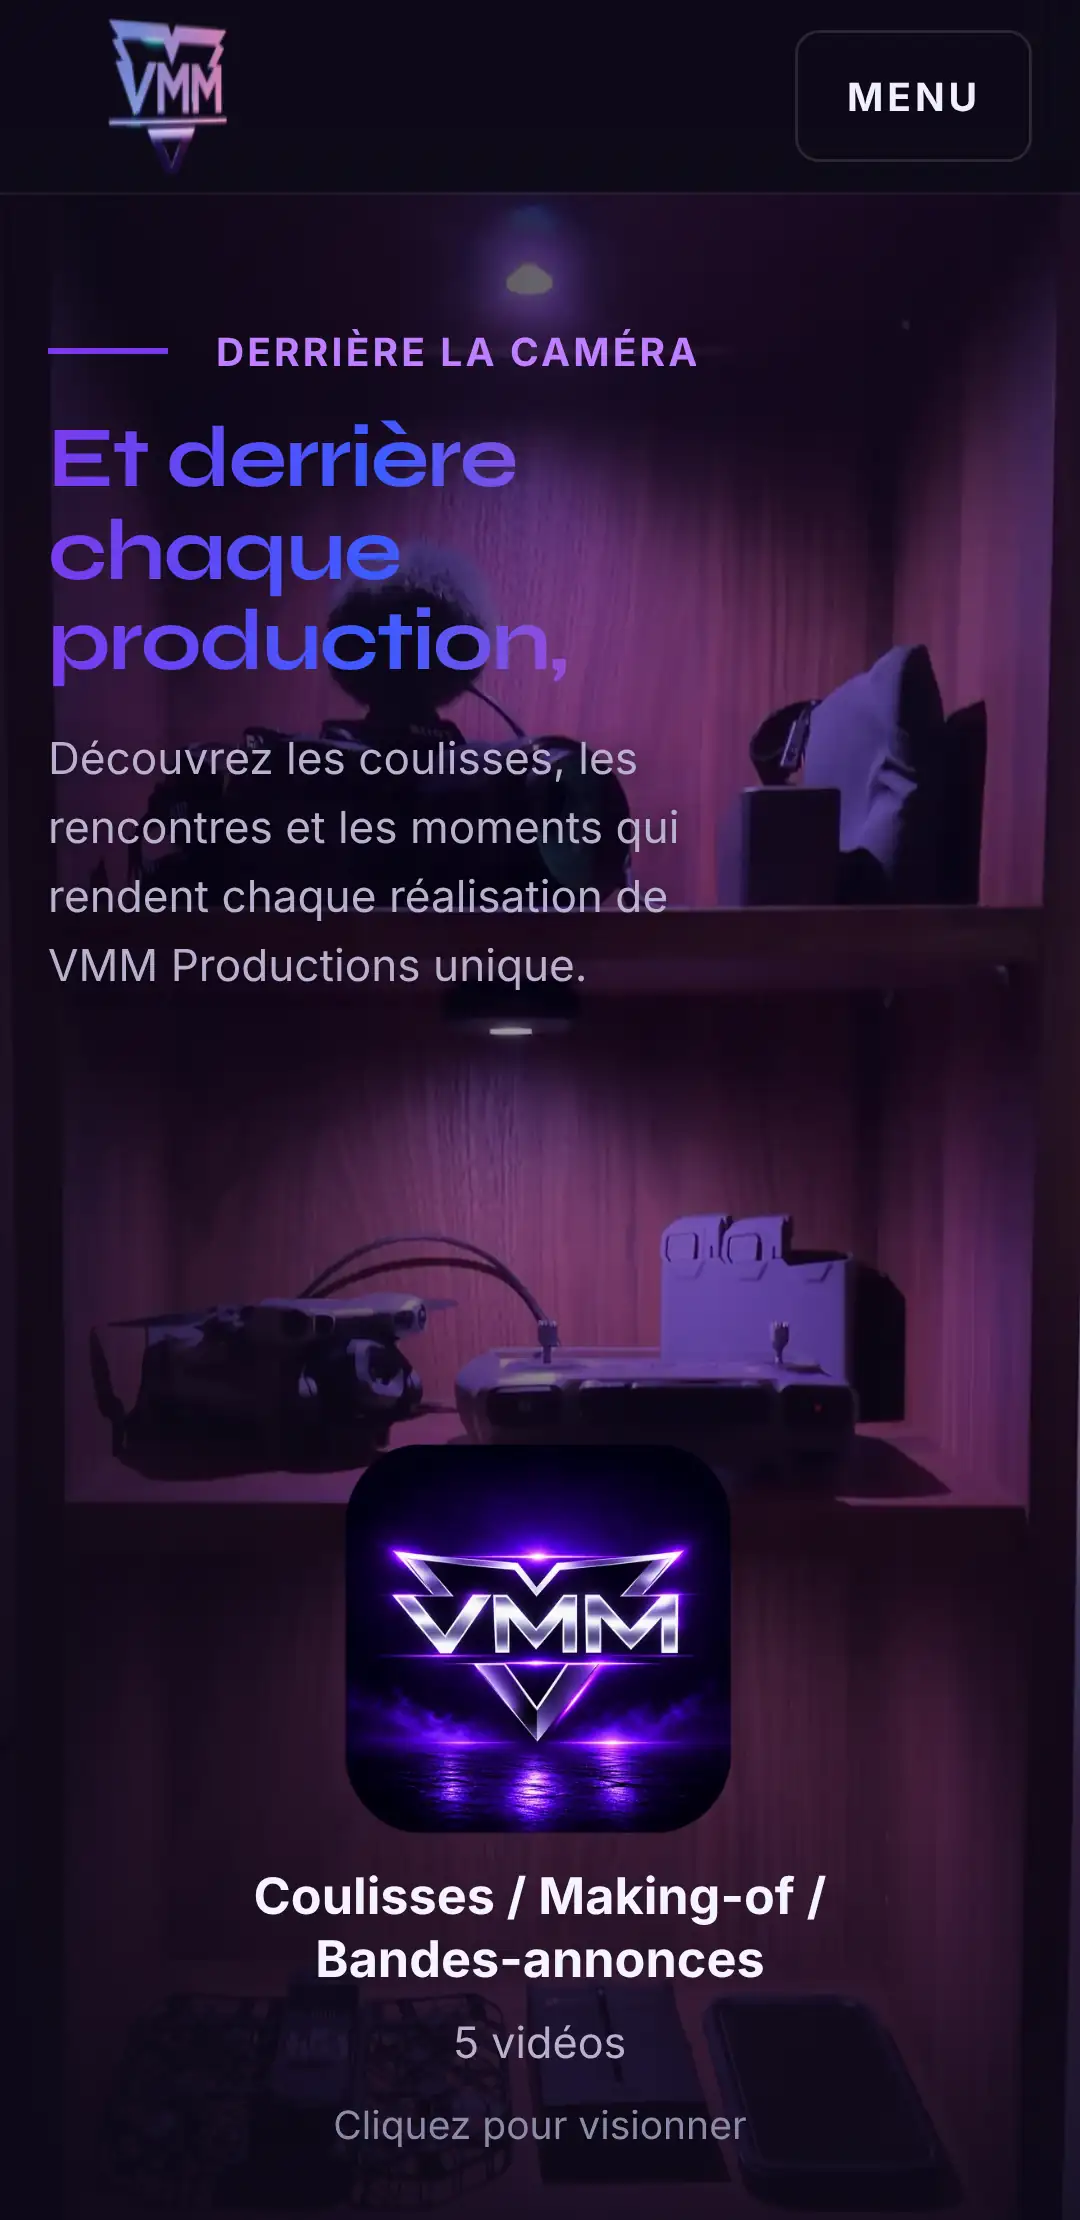 VMM
MENU
DERRIÈRE LA CAMÉRA
Et derrière
chaque
production,
Découvrez les coulisses, les
rencontres et les moments qui
rendent chaque réalisation de
VMM Productions unique.
VMM
Coulisses / Making-of /
Bandes-annonces
5 vidéos
Cliquez pour visionner